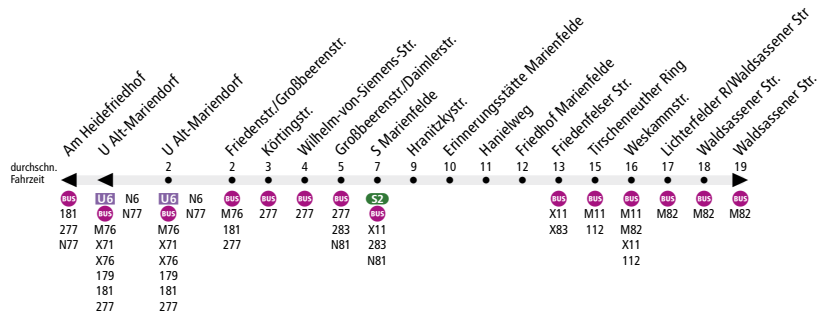 Am Heidefriedhof
U Alt-Mariendorf
U Alt-Mariendorf
Friedenstr./Großbeerenstr.
Körtingstr.
Wilhelm-von-Siemens-Str.
Großbeerenstr./Daimlerstr.
S Marienfelde
Hranitzkystr.
Erinnerungsstätte Marienfelde
Hanielweg
Friedhof Marienfelde
Friedenfelser Str.
Tirschenreuther Ring
Weskammstr.
Lichterfelder R/Waldsassener Str
Waldsassener Str.
Waldsassener Str.
durchschn. 2 2 3 4 5 7 9 10 11 12 13 15 16 17 18 19
Fahrzeit
BUS U6 N6 U6 N6 BUS BUS BUS BUS S2 BUS BUS BUS BUS BUS BUS
181 BUS N77 BUS N77 M76 277 277 277 BUS X11 M11 M11 M82 M82 M82
277 M76 M76 181 283 X11 X83 112 M82
N77 X71 X71 277 N81 283 X11
X76 X76 N81 112
179 179
181 181
277 277